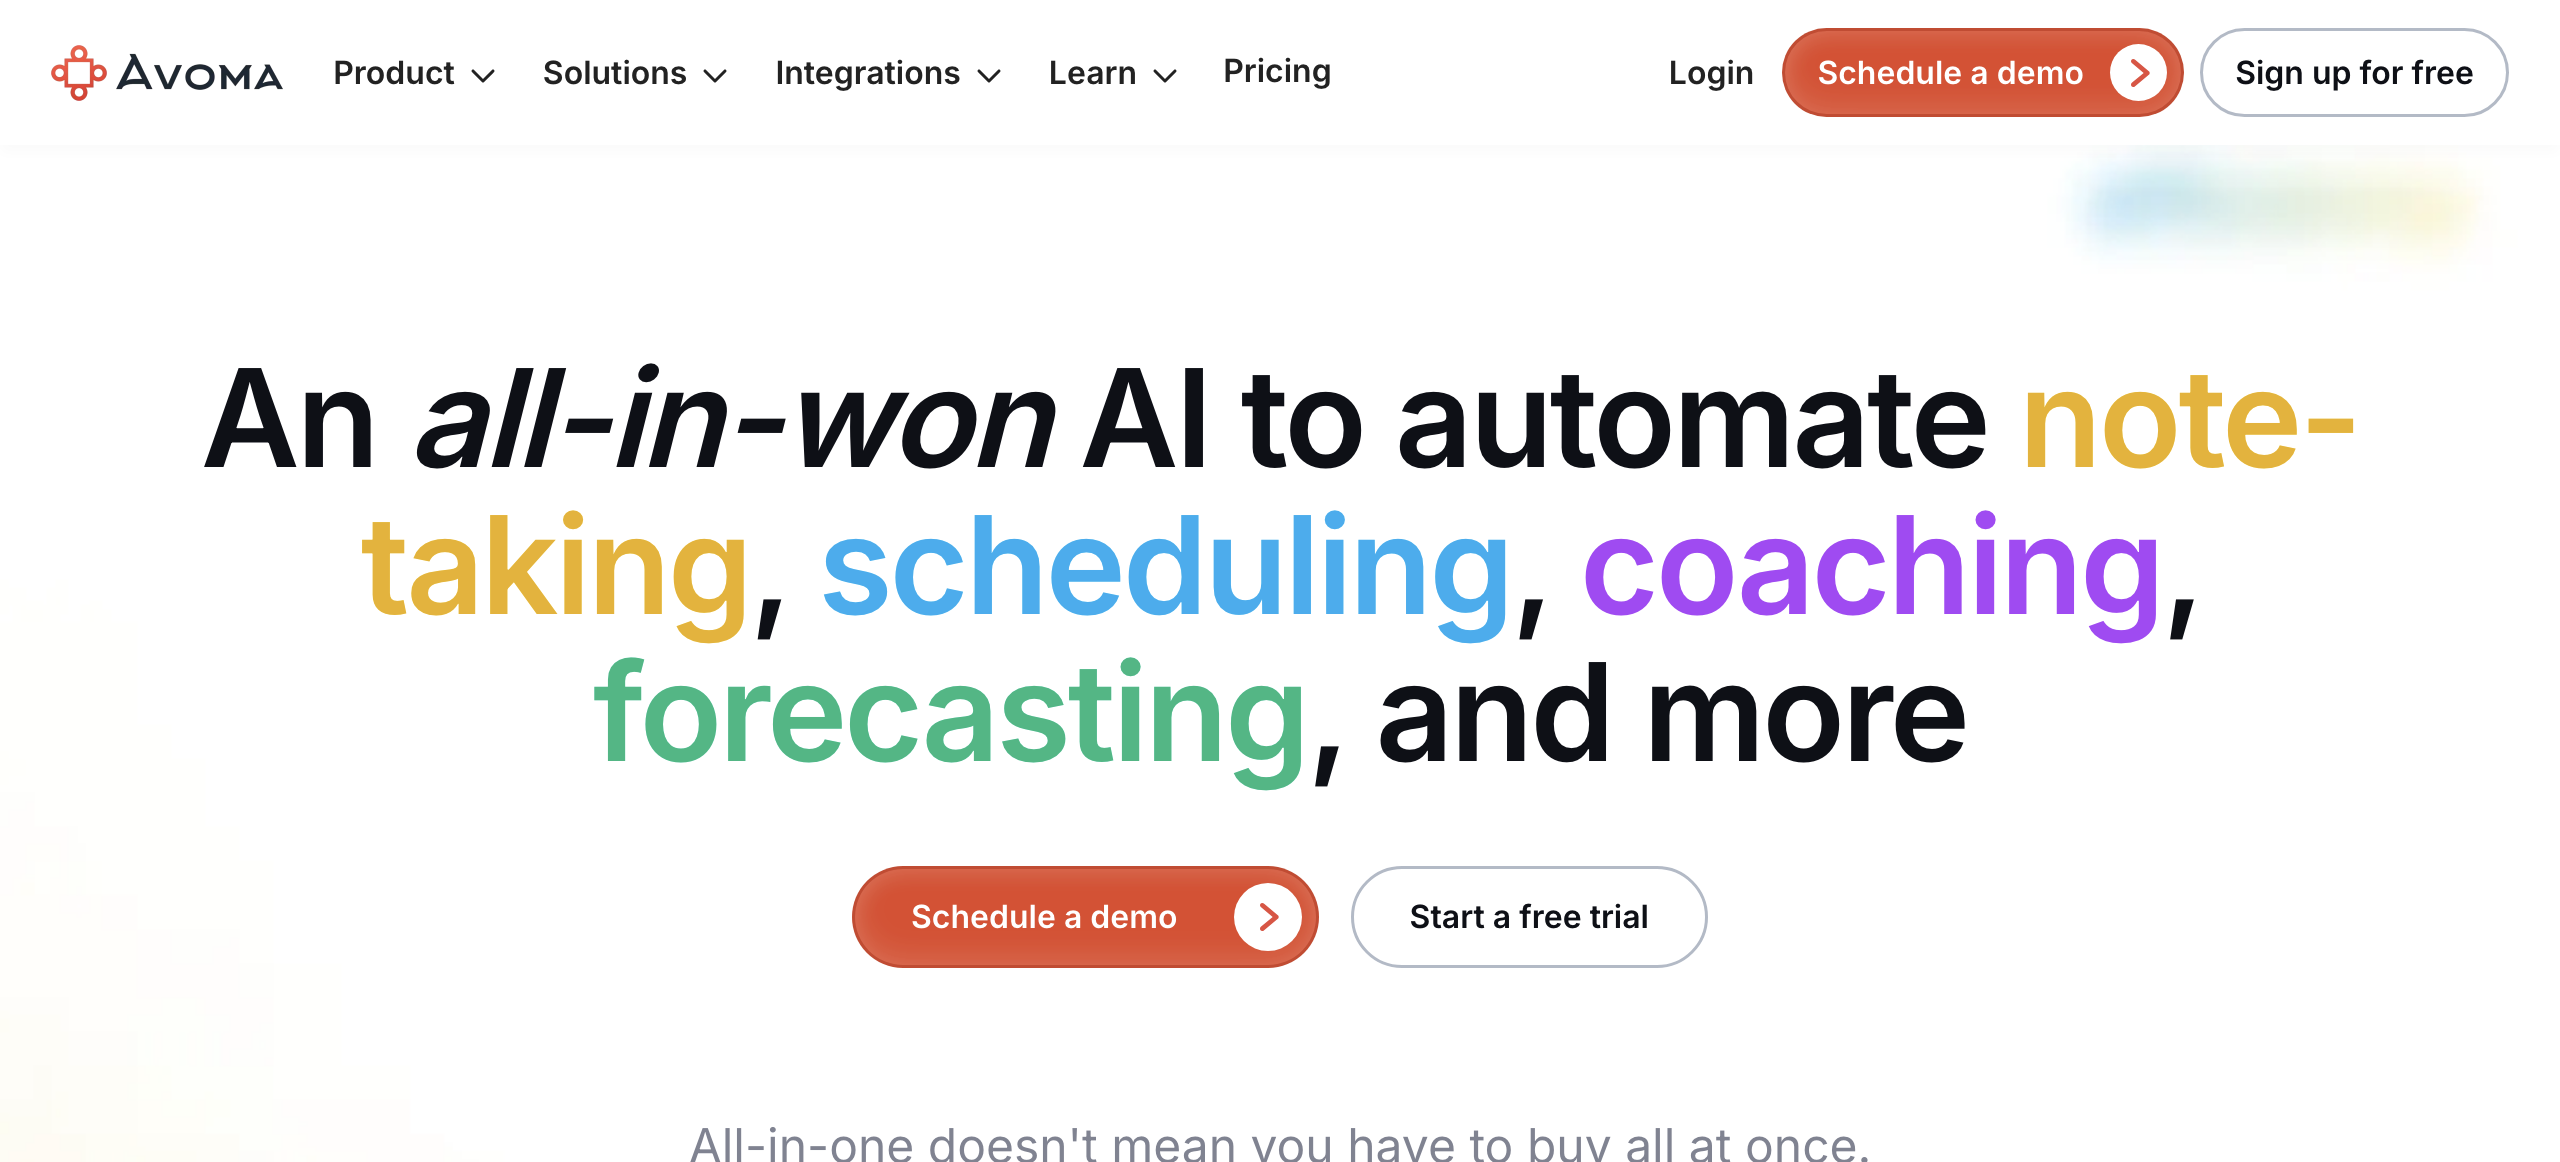 AVOMA Product Solutions Integrations Learn Pricing Login Schedule a demo Sign up for free
An all-in-won AI to automate note-
taking, scheduling, coaching,
forecasting, and more
Schedule a demo Start a free trial
All-in-one doesn't mean you have to buy all at once.